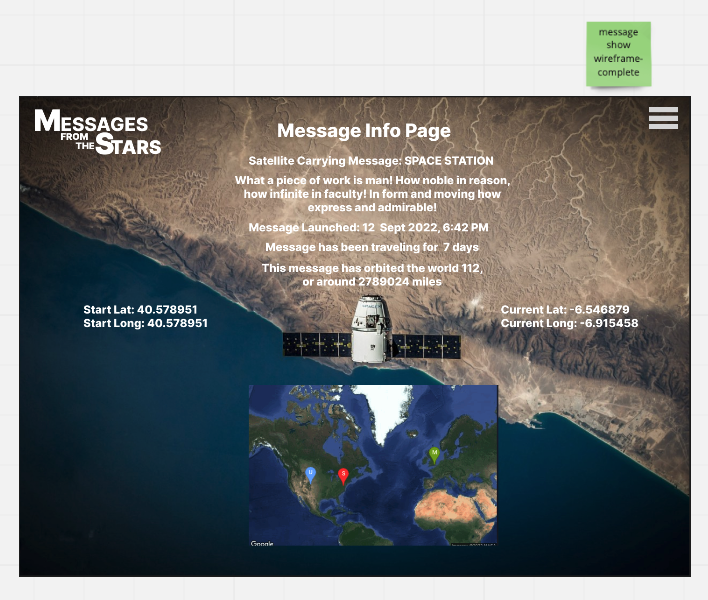 message
show
wireframe-
complete
MESSAGES
FROM
THE STARS
Message Info Page
Satellite Carrying Message: SPACE STATION
What a piece of work is man! How noble in reason,
how infinite in faculty! In form and moving how
express and admirable!
Message Launched: 12 Sept 2022, 6:42 PM
Message has been traveling for 7 days
This message has orbited the world 112,
or around 2789024 miles
Start Lat: 40.578951
Start Long: 40.578951
Current Lat: -6.546879
Current Long: -6.915458
U
S
M
Google